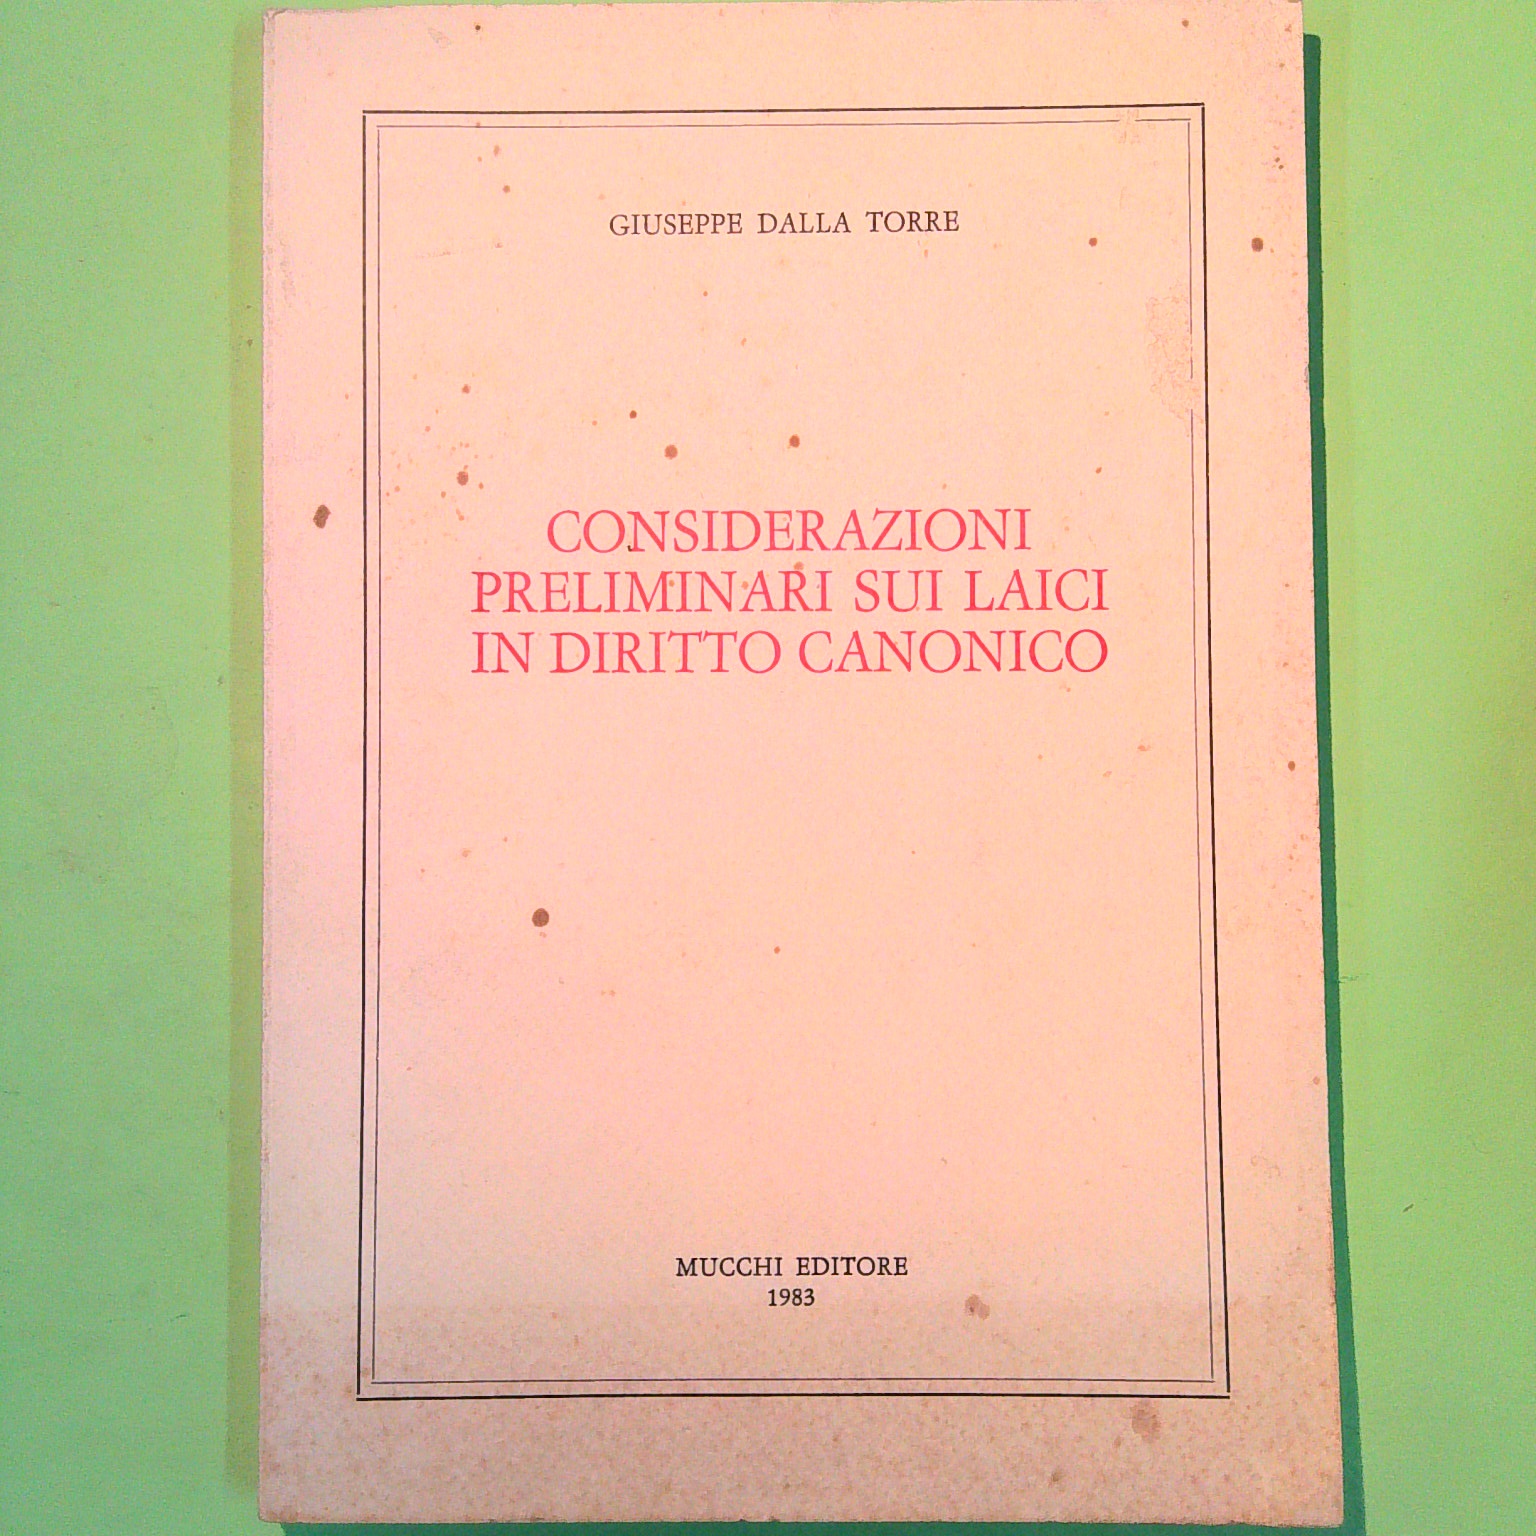 GIUSEPPE DALLA TORRE
CONSIDERAZIONI
PRELIMINARI SUI LAICI
IN DIRITTO CANONICO
MUCCHI EDITORE
1983